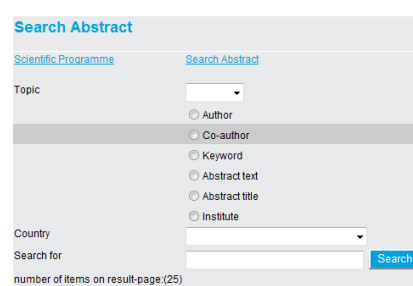 Search Abstract
Scientific Programme Search Abstract
Topic
Author
Co-author
Keyword
Abstract text
Abstract title
Institute
Country
Search for Search
number of items on result-page:(25)